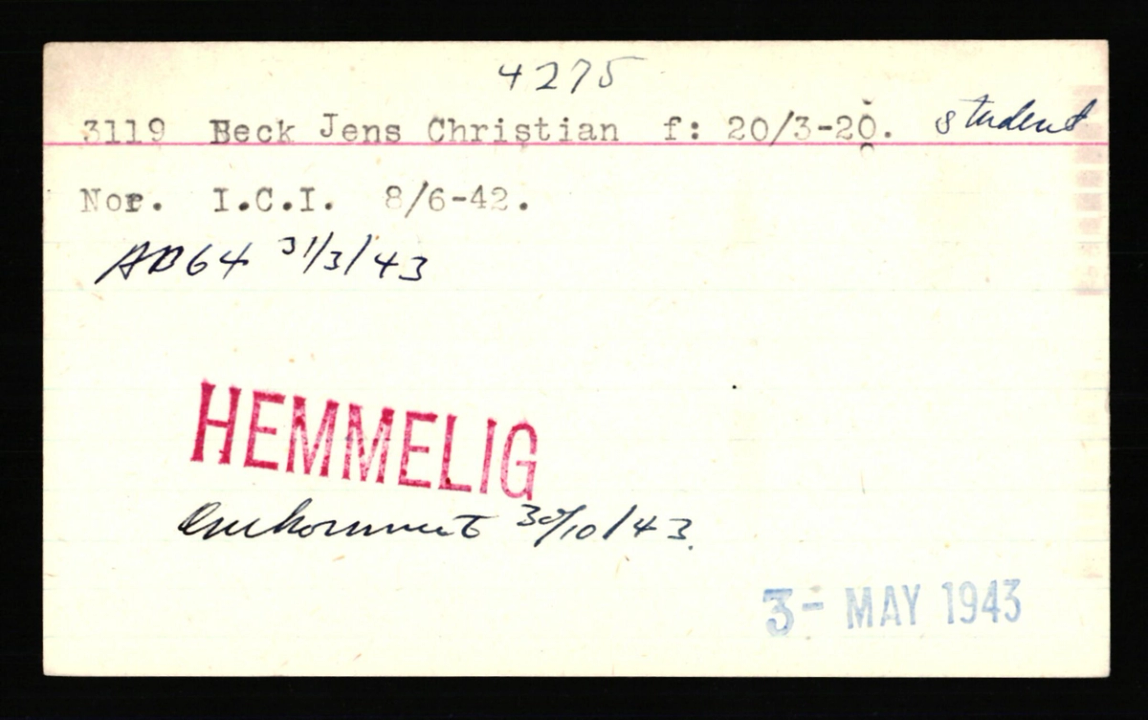 4275
3119 Beck Jens Christian f: 20/3-20. student
Nor. I.C.I. 8/6-42.
AB64 31/3/43
HEMMELIG
Omkommet 30/10/43.
3- MAY 1943